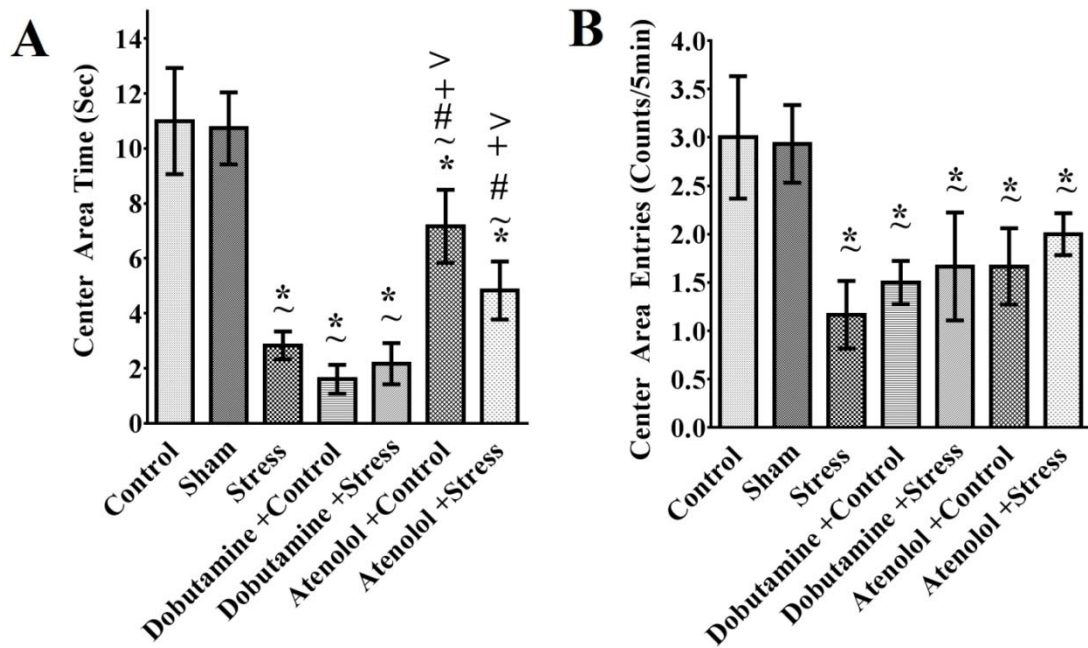 A
Center Area Time (Sec)
14
12
10
8
6
4
2
0
*
~
*
~
*
~
>
+
#
~
*
>
+
#
~
*
Control
Sham
Stress
Dobutamine +Control
Dobutamine +Stress
Atenolol +Control
Atenolol +Stress
B
Center Area Entries (Counts/5min)
4.0
3.5
3.0
2.5
2.0
1.5
1.0
0.5
0.0
*
~
*
~
*
~
*
~
*
~
Control
Sham
Stress
Dobutamine +Control
Dobutamine +Stress
Atenolol +Control
Atenolol +Stress